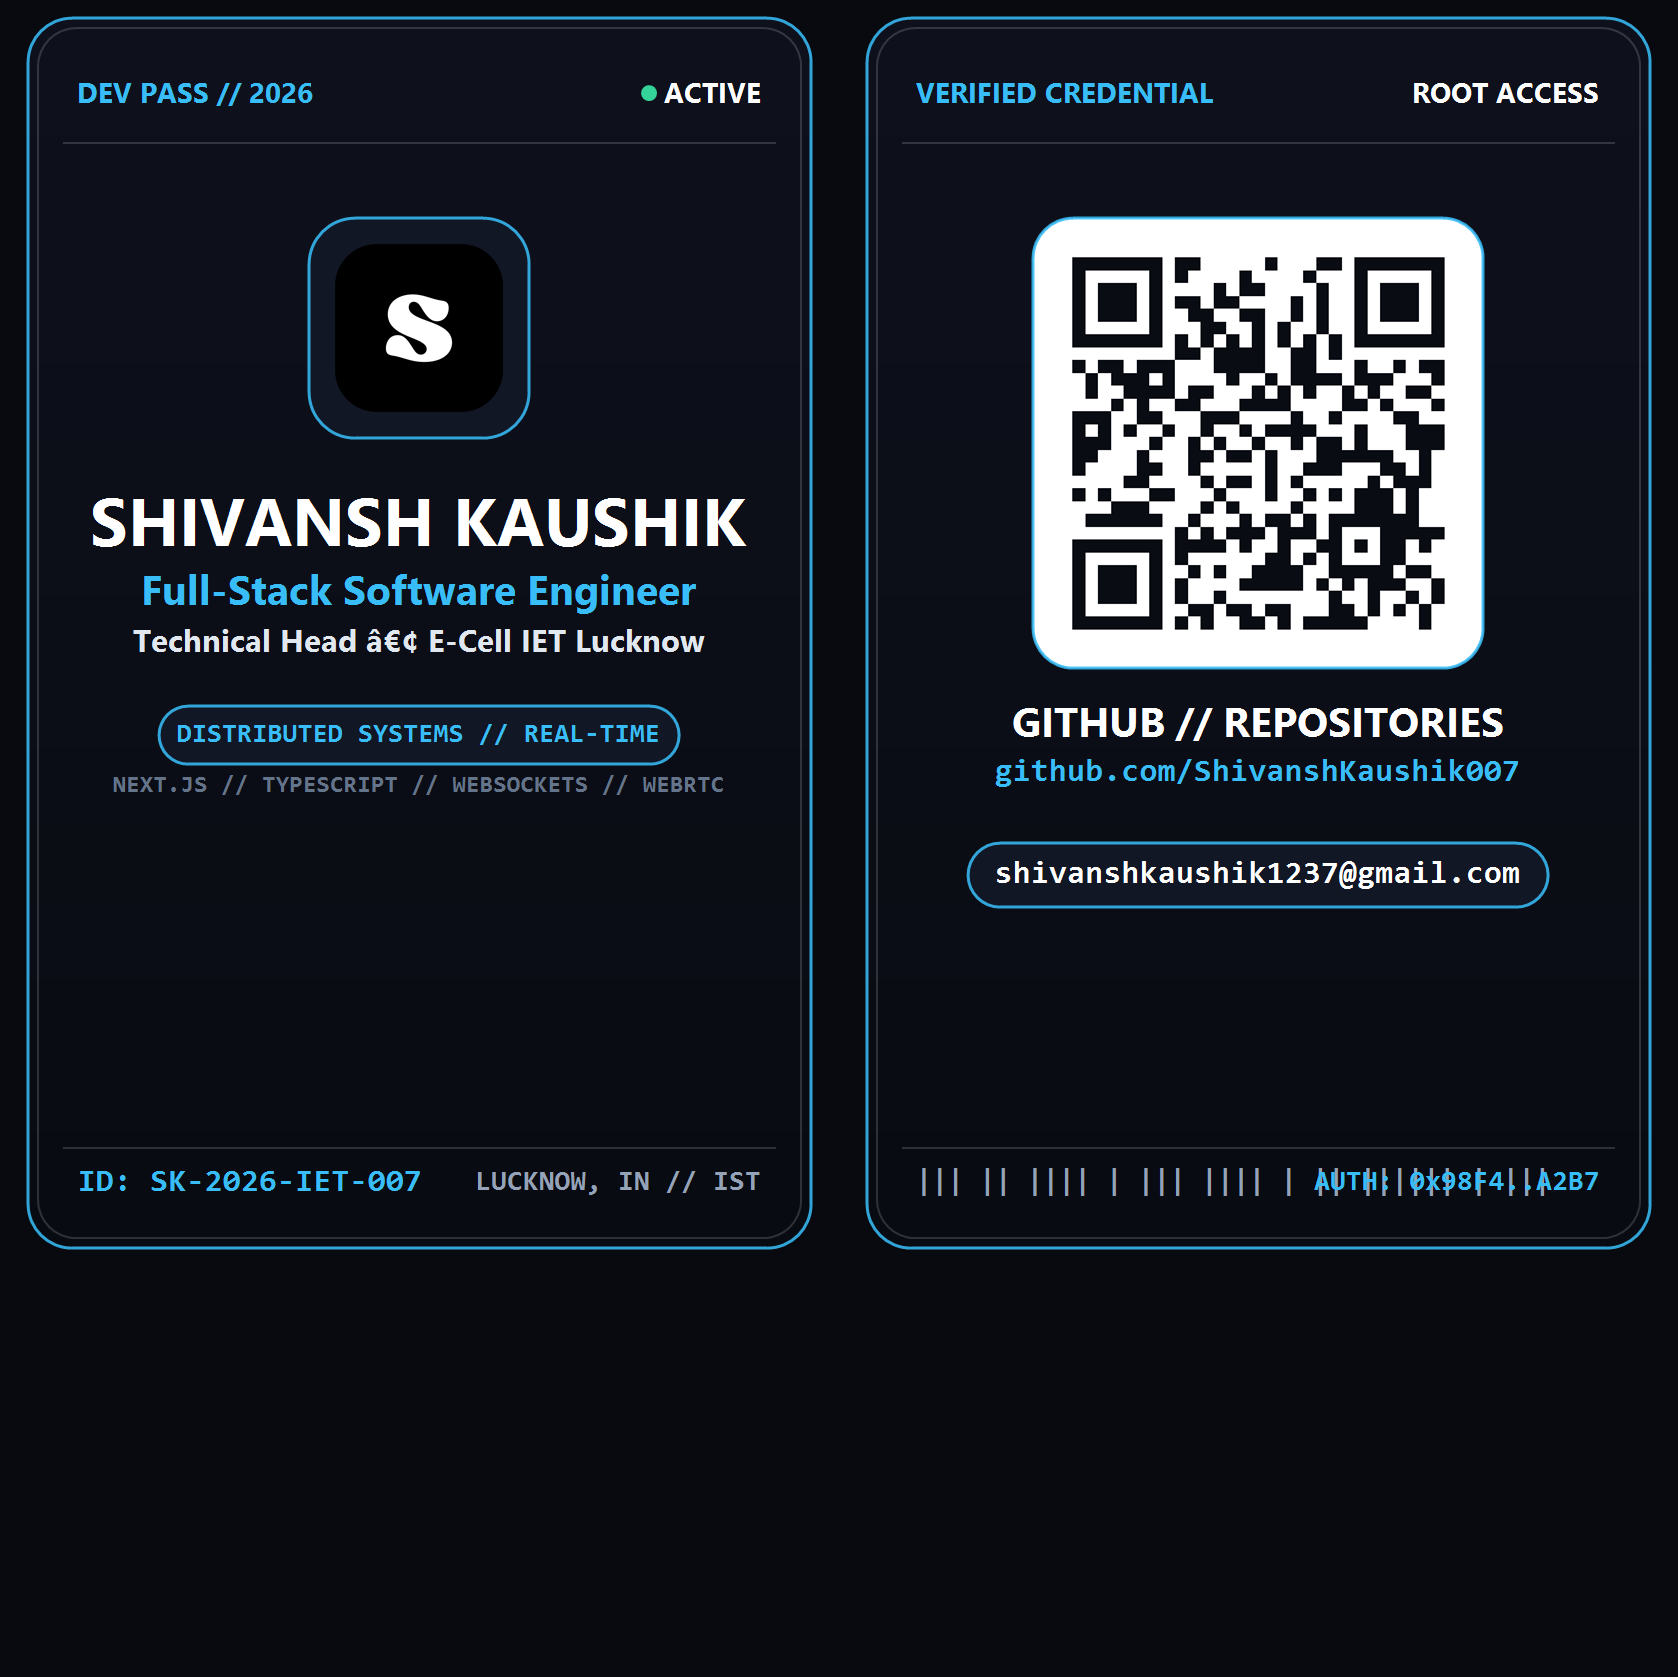 DEV PASS // 2026
ACTIVE
S
SHIVANSH KAUSHIK
Full-Stack Software Engineer
Technical Head â€¢ E-Cell IET Lucknow
DISTRIBUTED SYSTEMS // REAL-TIME
NEXT.JS // TYPESCRIPT // WEBSOCKETS // WEBRTC
ID: SK-2026-IET-007
LUCKNOW, IN // IST
VERIFIED CREDENTIAL
ROOT ACCESS
GITHUB // REPOSITORIES
github.com/ShivanshKaushik007
shivanshkaushik1237@gmail.com
AUTH: 0x98F4..A2B7